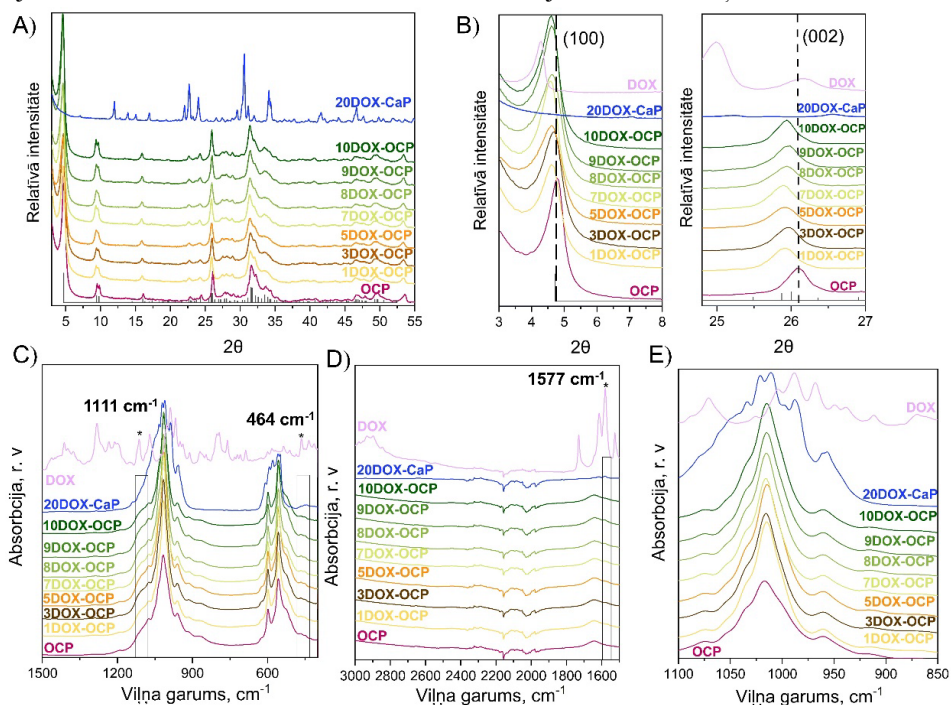 A)
Relatīvā intensitāte
20DOX-CaP
10DOX-OCP
9DOX-OCP
8DOX-OCP
7DOX-OCP
5DOX-OCP
3DOX-OCP
1DOX-OCP
OCP
5 10 15 20 25 30 35 40 45 50 55
2θ
B)
Relatīvā intensitāte
(100)
DOX
20DOX-CaP
10DOX-OCP
9DOX-OCP
8DOX-OCP
7DOX-OCP
5DOX-OCP
3DOX-OCP
1DOX-OCP
OCP
3 4 5 6 7 8
2θ
Relatīvā intensitāte
(002)
DOX
20DOX-CaP
10DOX-OCP
9DOX-OCP
8DOX-OCP
7DOX-OCP
5DOX-OCP
3DOX-OCP
1DOX-OCP
OCP
25 26 27
2θ
C)
Absorbcija, r. v
1111 cm-1
464 cm-1
*
*
DOX
20DOX-CaP
10DOX-OCP
9DOX-OCP
8DOX-OCP
7DOX-OCP
5DOX-OCP
3DOX-OCP
1DOX-OCP
OCP
1500 1200 900 600
Viļņa garums, cm-1
D)
Absorbcija, r. v
1577 cm-1
*
DOX
20DOX-CaP
10DOX-OCP
9DOX-OCP
8DOX-OCP
7DOX-OCP
5DOX-OCP
3DOX-OCP
1DOX-OCP
OCP
3000 2800 2600 2400 2200 2000 1800 1600
Viļņa garums, cm-1
E)
Absorbcija, r. v
DOX
20DOX-CaP
10DOX-OCP
9DOX-OCP
8DOX-OCP
7DOX-OCP
5DOX-OCP
3DOX-OCP
1DOX-OCP
OCP
1100 1050 1000 950 900 850
Viļņa garums, cm-1